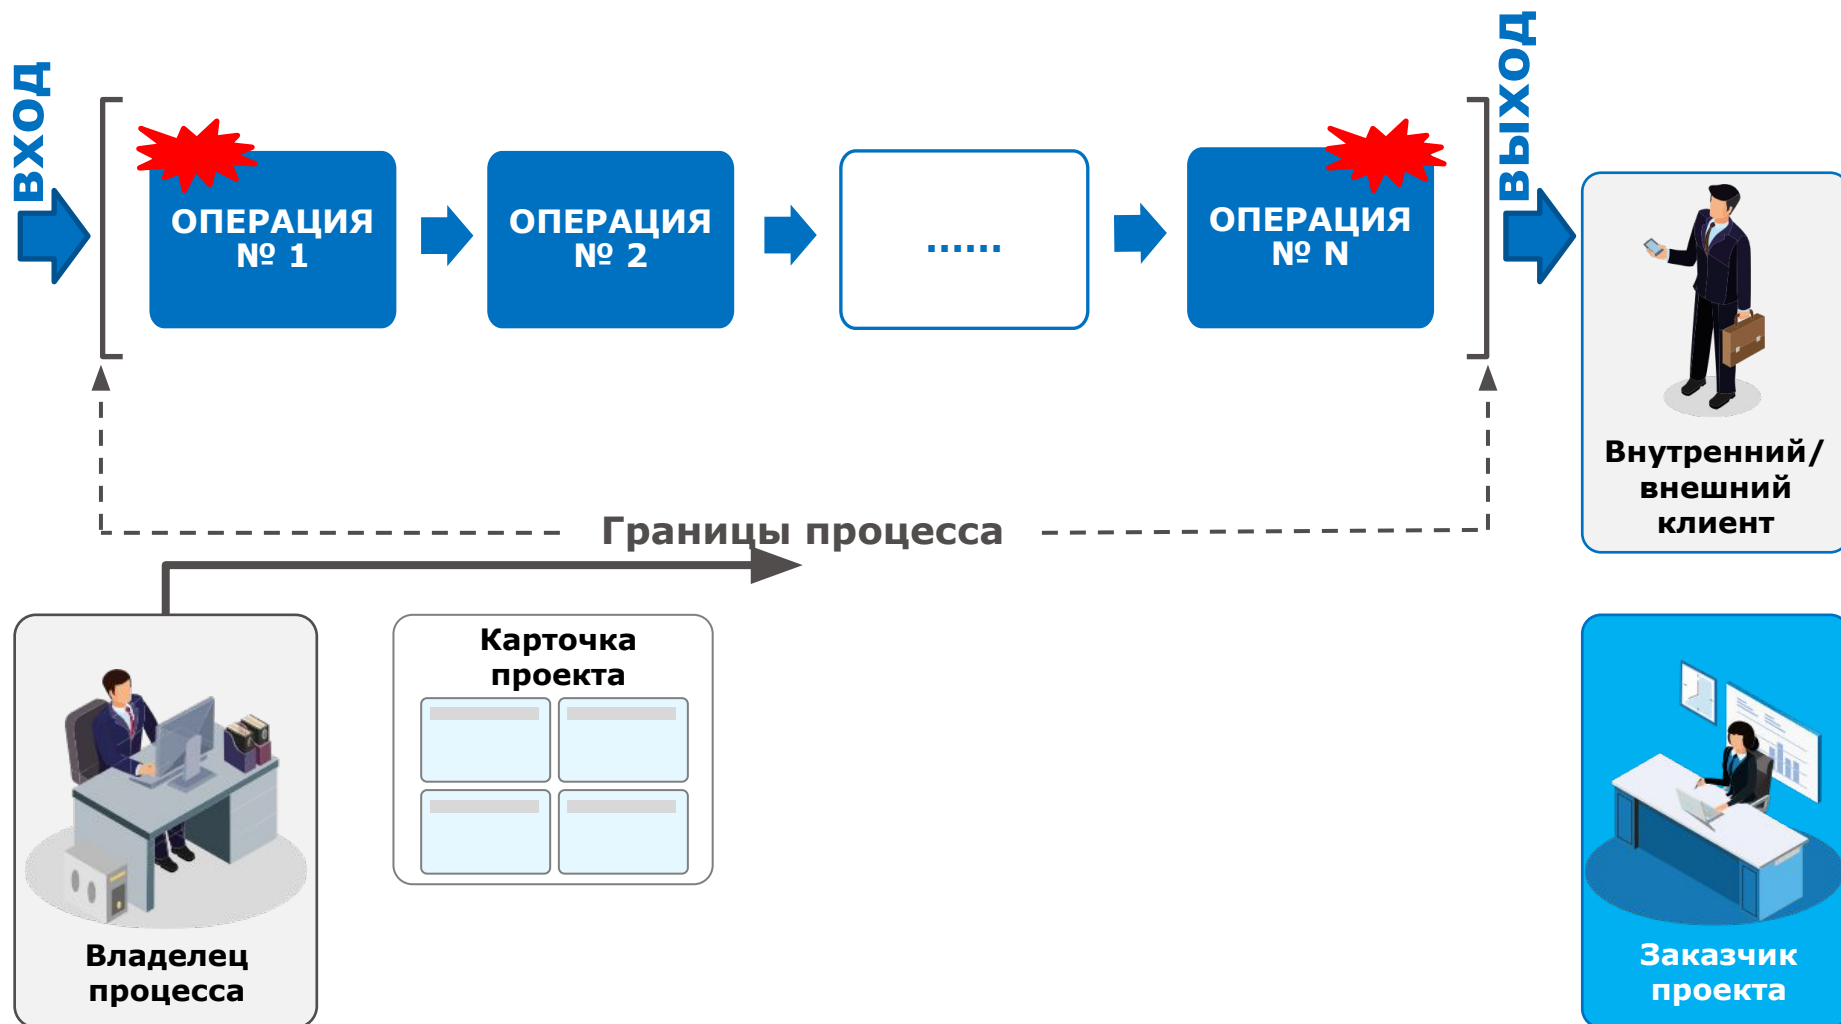 ВХОД
ОПЕРАЦИЯ
№ 1
ОПЕРАЦИЯ
№ 2
......
ОПЕРАЦИЯ
№ N
ВЫХОД
Внутренний/
внешний
клиент
Границы процесса
Владелец
процесса
Карточка
проекта
Заказчик
проекта